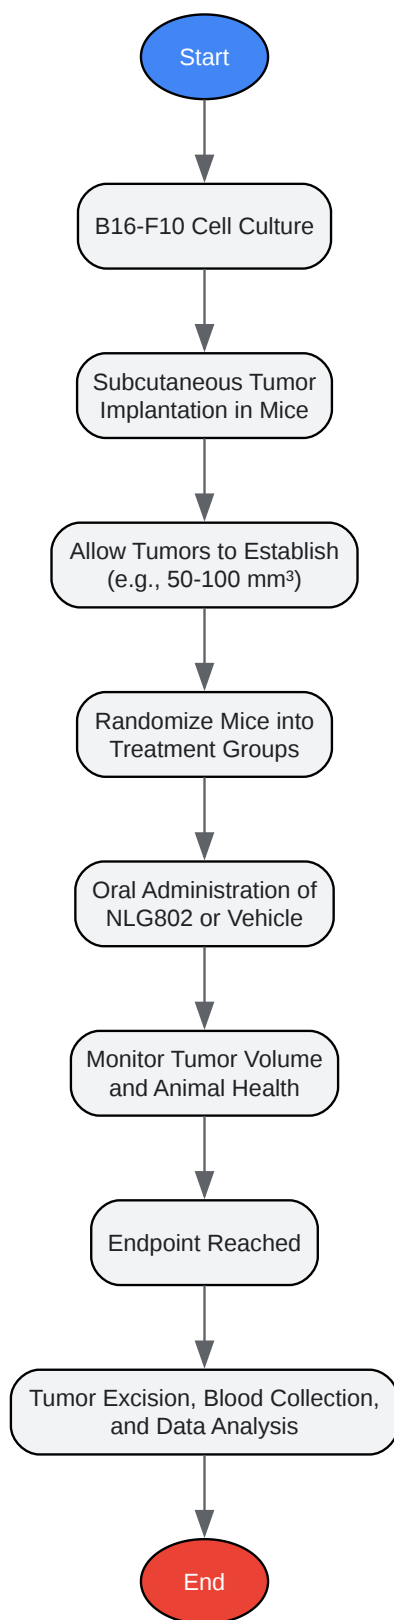 Start
B16-F10 Cell Culture
Subcutaneous Tumor
Implantation in Mice
Allow Tumors to Establish
(e.g., 50-100 mm³)
Randomize Mice into
Treatment Groups
Oral Administration of
NLG802 or Vehicle
Monitor Tumor Volume
and Animal Health
Endpoint Reached
Tumor Excision, Blood Collection,
and Data Analysis
End